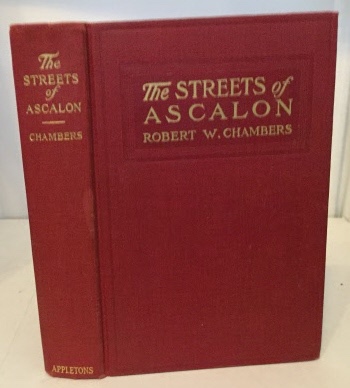 The
STREETS
of
ASCALON
CHAMBERS
APPLETONS
The STREETS of
ASCALON
ROBERT W. CHAMBERS